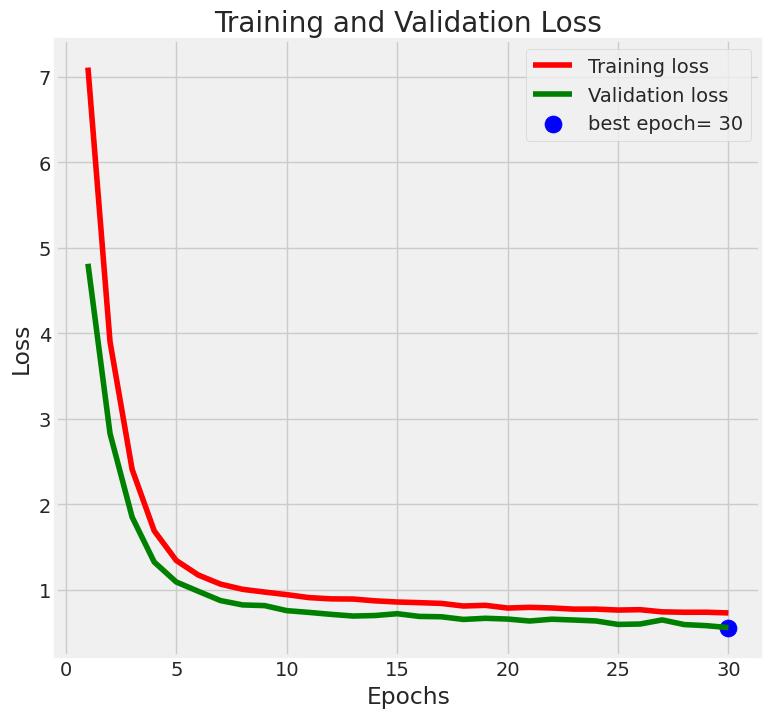 Training and Validation Loss
Training loss
Validation loss
best epoch= 30
7
6
5
4
3
2
1
Loss
0
5
10
15
20
25
30
Epochs